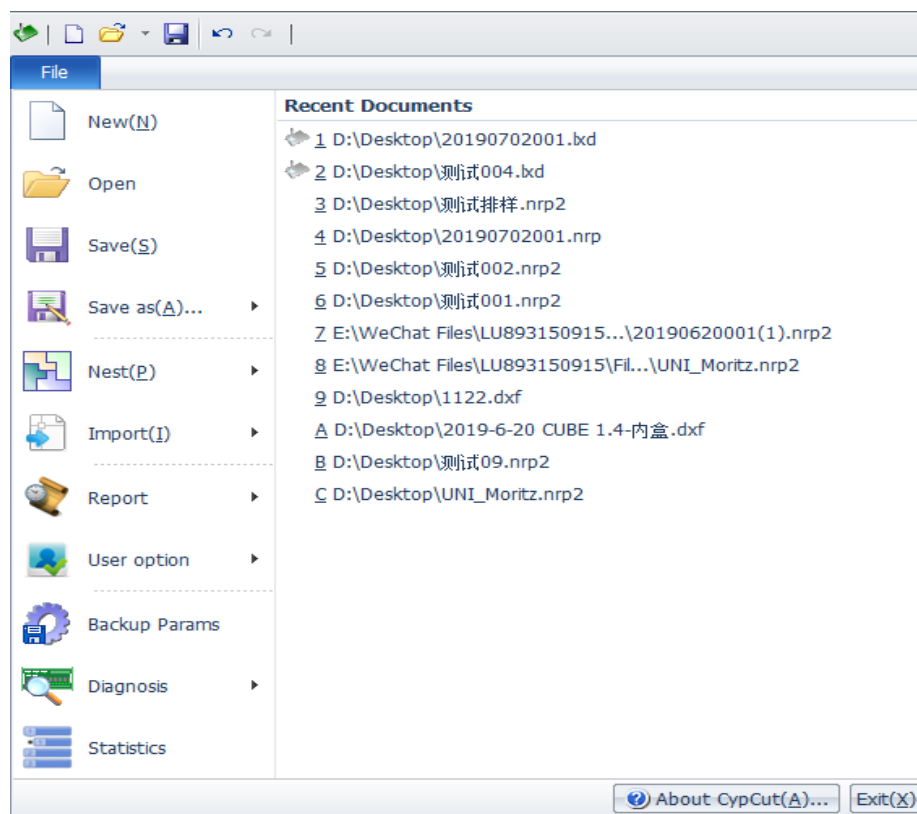 File
New(N)
Open
Save(S)
Save as(A)...
Nest(P)
Import(I)
Report
User option
Backup Params
Diagnosis
Statistics
Recent Documents
1 D:\Desktop\20190702001.lxd
2 D:\Desktop\测试004.lxd
3 D:\Desktop\测试排样.nrp2
4 D:\Desktop\20190702001.nrp
5 D:\Desktop\测试002.nrp2
6 D:\Desktop\测试001.nrp2
7 E:\WeChat Files\LU893150915...\20190620001(1).nrp2
8 E:\WeChat Files\LU893150915\Fil...\UNI_Moritz.nrp2
9 D:\Desktop\1122.dxf
A D:\Desktop\2019-6-20 CUBE 1.4-内盒.dxf
B D:\Desktop\测试09.nrp2
C D:\Desktop\UNI_Moritz.nrp2
About CypCut(A)... Exit(X)